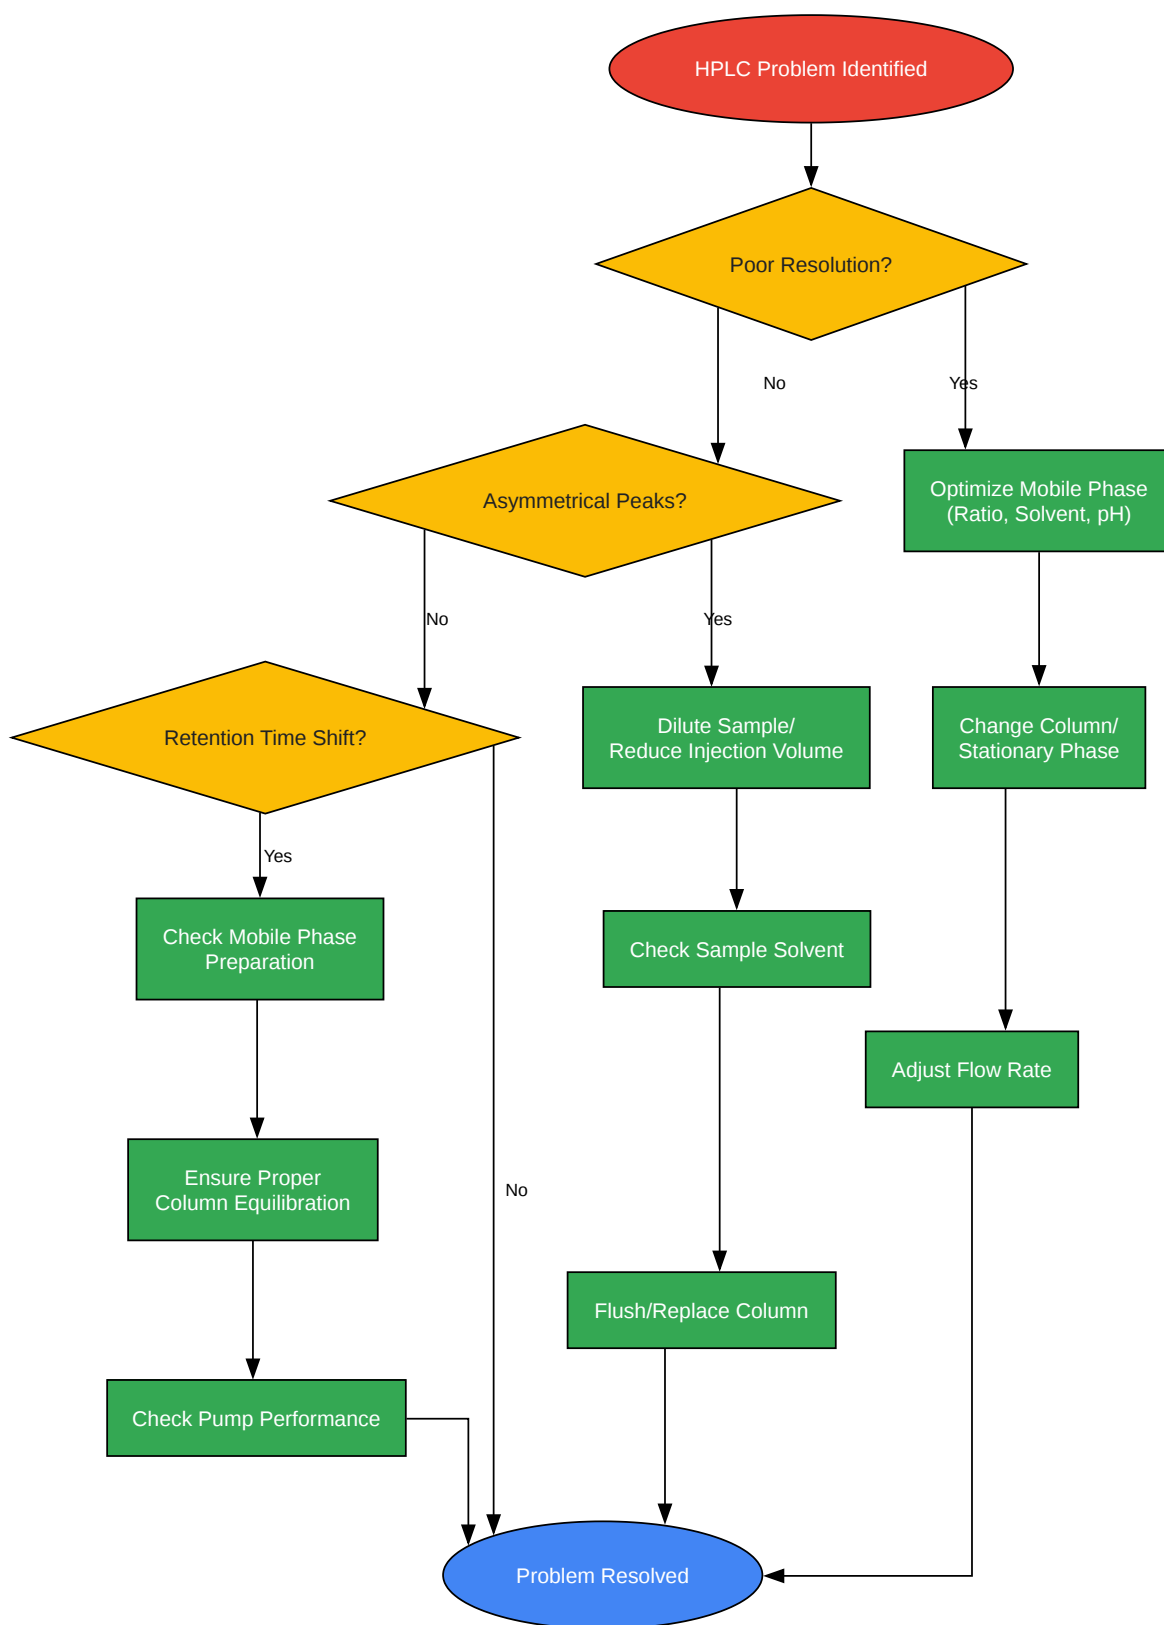 HPLC Problem Identified
Poor Resolution?
No
Yes
Asymmetrical Peaks?
Optimize Mobile Phase
(Ratio, Solvent, pH)
No
Yes
Retention Time Shift?
Dilute Sample/
Reduce Injection Volume
Change Column/
Stationary Phase
Yes
Check Mobile Phase
Preparation
Check Sample Solvent
Adjust Flow Rate
Ensure Proper
Column Equilibration
No
Flush/Replace Column
Check Pump Performance
Problem Resolved